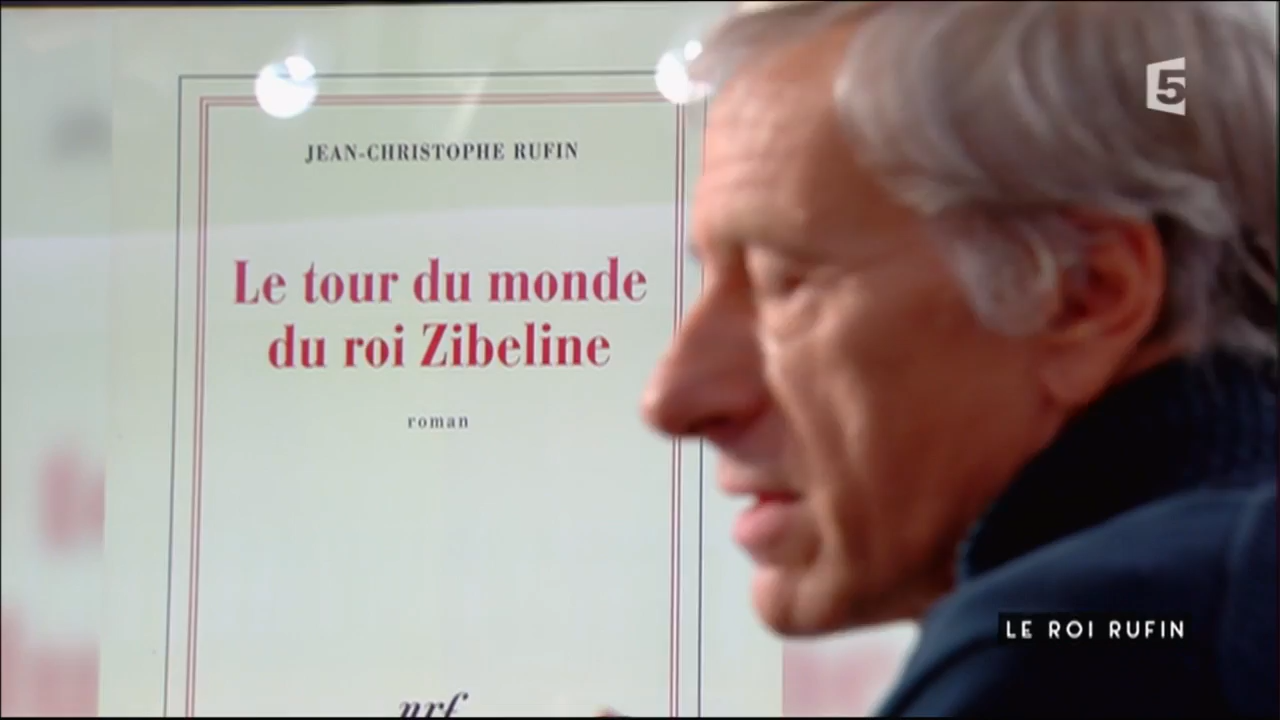 5
JEAN-CHRISTOPHE RUFIN
Le tour du monde
du roi Zibeline
roman
nrf
LE ROI RUFIN